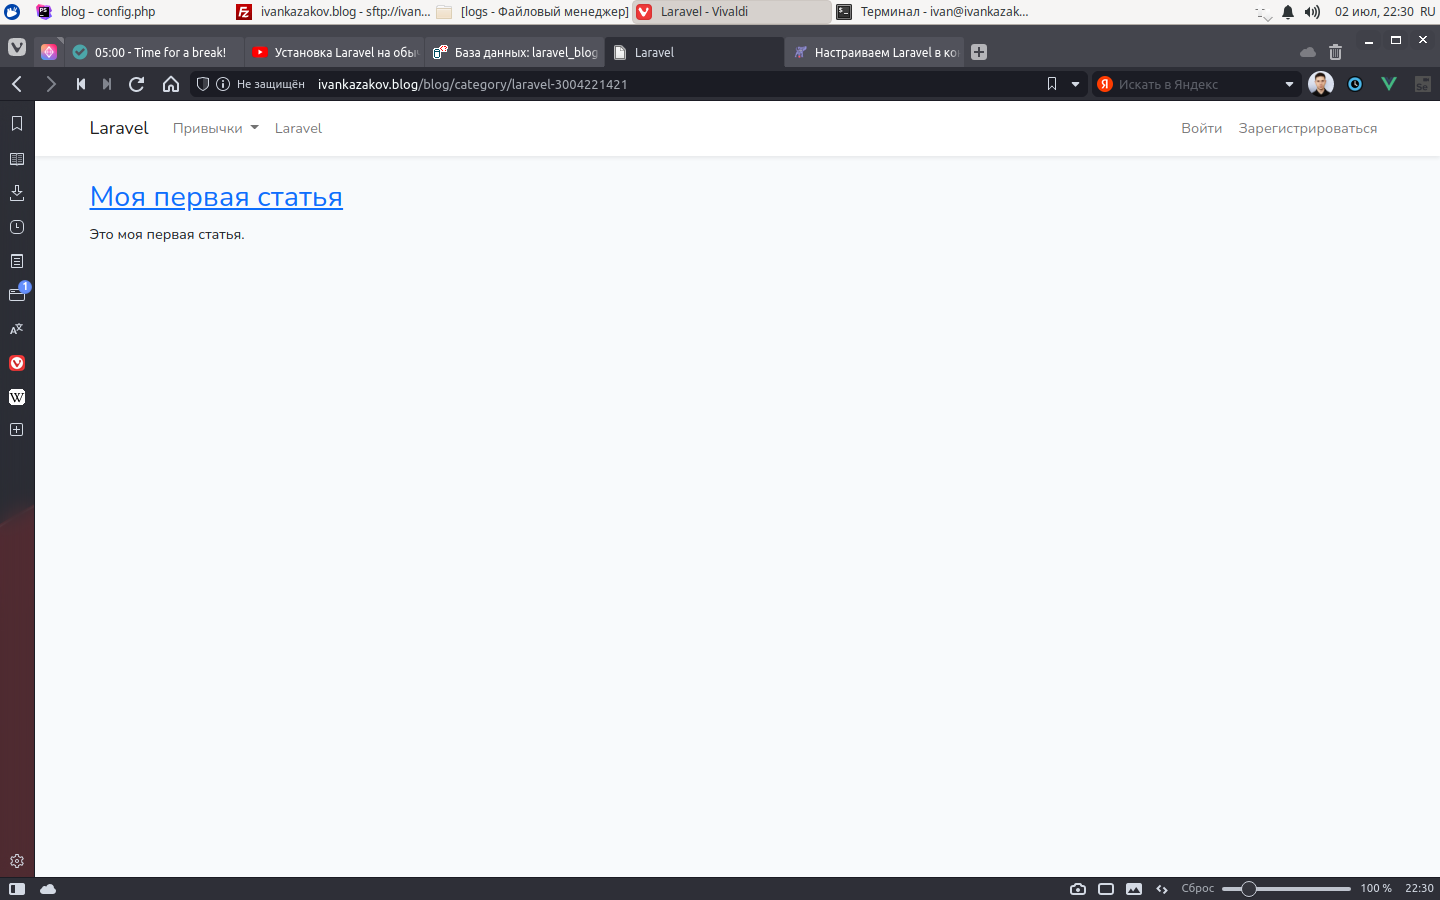 blog – config.php
ivankazakov.blog - sftp://ivan...
[logs - Файловый менеджер]
Laravel - Vivaldi
Терминал - ivan@ivankazak...
02 июл, 22:30 RU
05:00 - Time for a break!
Установка Laravel на обы
База данных: laravel_blog
Laravel
Настраиваем Laravel в ко
Не защищён
ivankazakov.blog/blog/category/laravel-3004221421
Искать в Яндекс
Laravel
Привычки
Laravel
Войти
Зарегистрироваться
Моя первая статья
Это моя первая статья.
1
Сброс
100 %
22:30